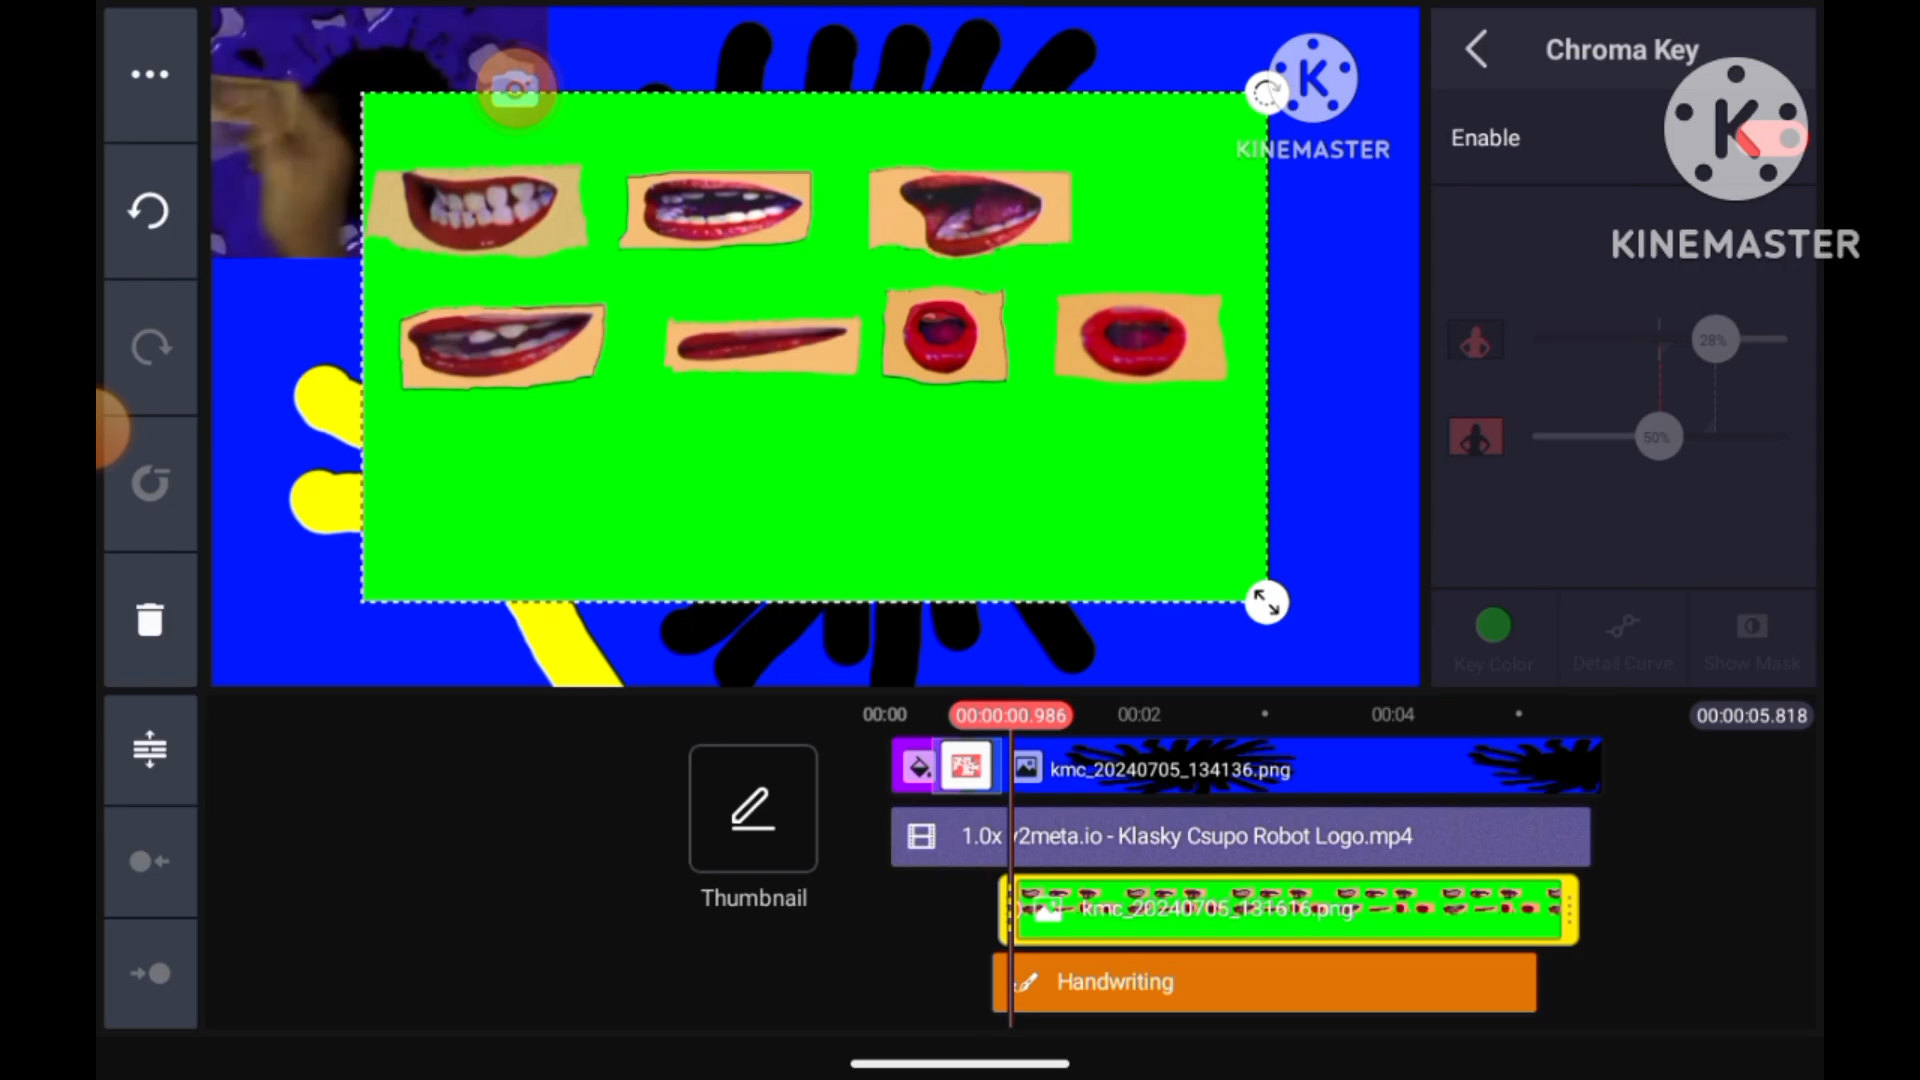 Chroma Key
K
KINEMASTER
Enable
K
KINEMASTER
28%
50%
Key Color
Detail Curve
Show Mask
00:00
00:00:00.986
00:02
00:04
00:00:05.818
kmc_20240705_134136.png
1.0x y2meta.io - Klasky Csupo Robot Logo.mp4
kmc_20240705_131616.png
Thumbnail
Handwriting